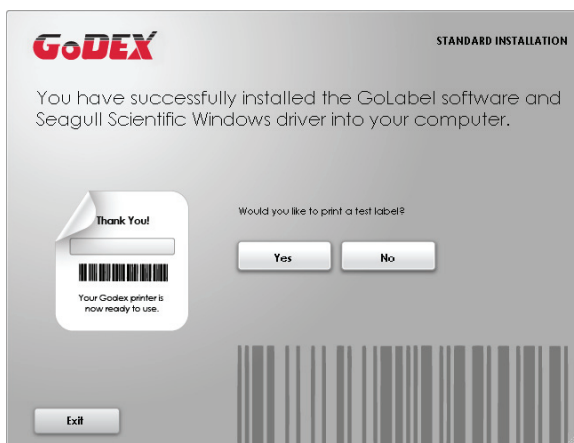 GoDEX
STANDARD INSTALLATION
You have successfully installed the GoLabel software and
Seagull Scientific Windows driver into your computer.
Thank You!
Your Godex printer is
now ready to use.
Would you like to print a test label?
Yes
No
Exit